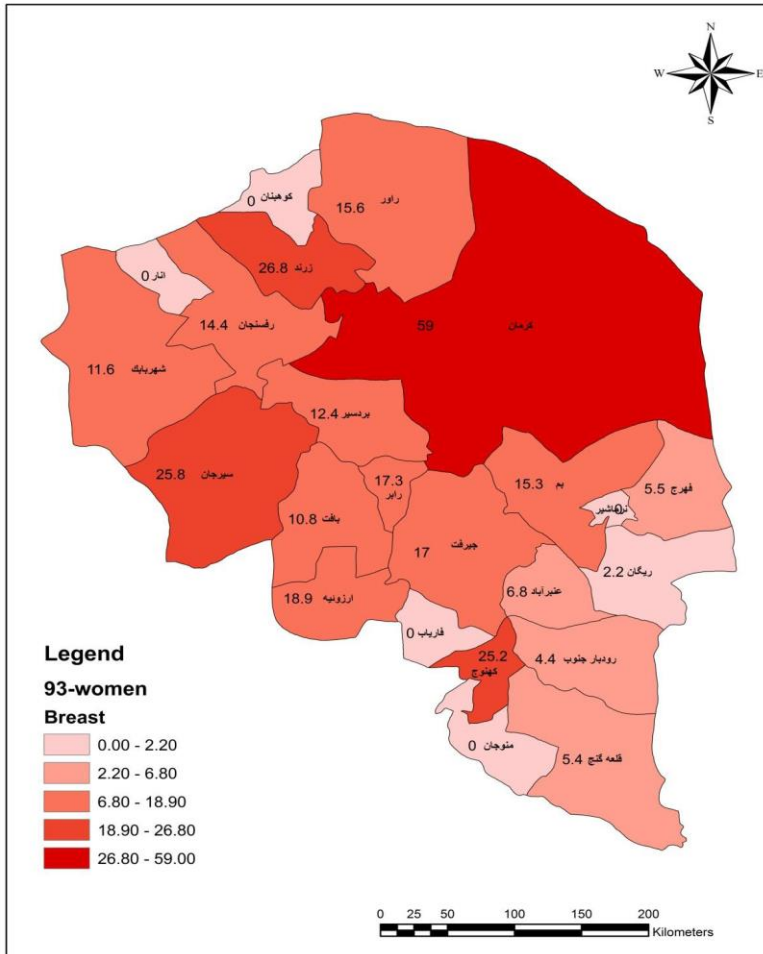 N
W E
S
کوهبنان 0
راور 15.6
زرند 26.8
انار 0
رفسنجان 14.4
کرمان 59
شهربابک 11.6
بردسیر 12.4
سیرجان 25.8
رابر 17.3
بم 15.3
فهرج 5.5
نرماشیر 0
بافت 10.8
جیرفت 17
ریگان 2.2
عنبرآباد 6.8
ارزوئیه 18.9
فاریاب 0
کهنوج 25.2
رودبار جنوب 4.4
منوجان 0
قلعه گنج 5.4
Legend
93-women
Breast
0.00 - 2.20
2.20 - 6.80
6.80 - 18.90
18.90 - 26.80
26.80 - 59.00
0 25 50 100 150 200
Kilometers